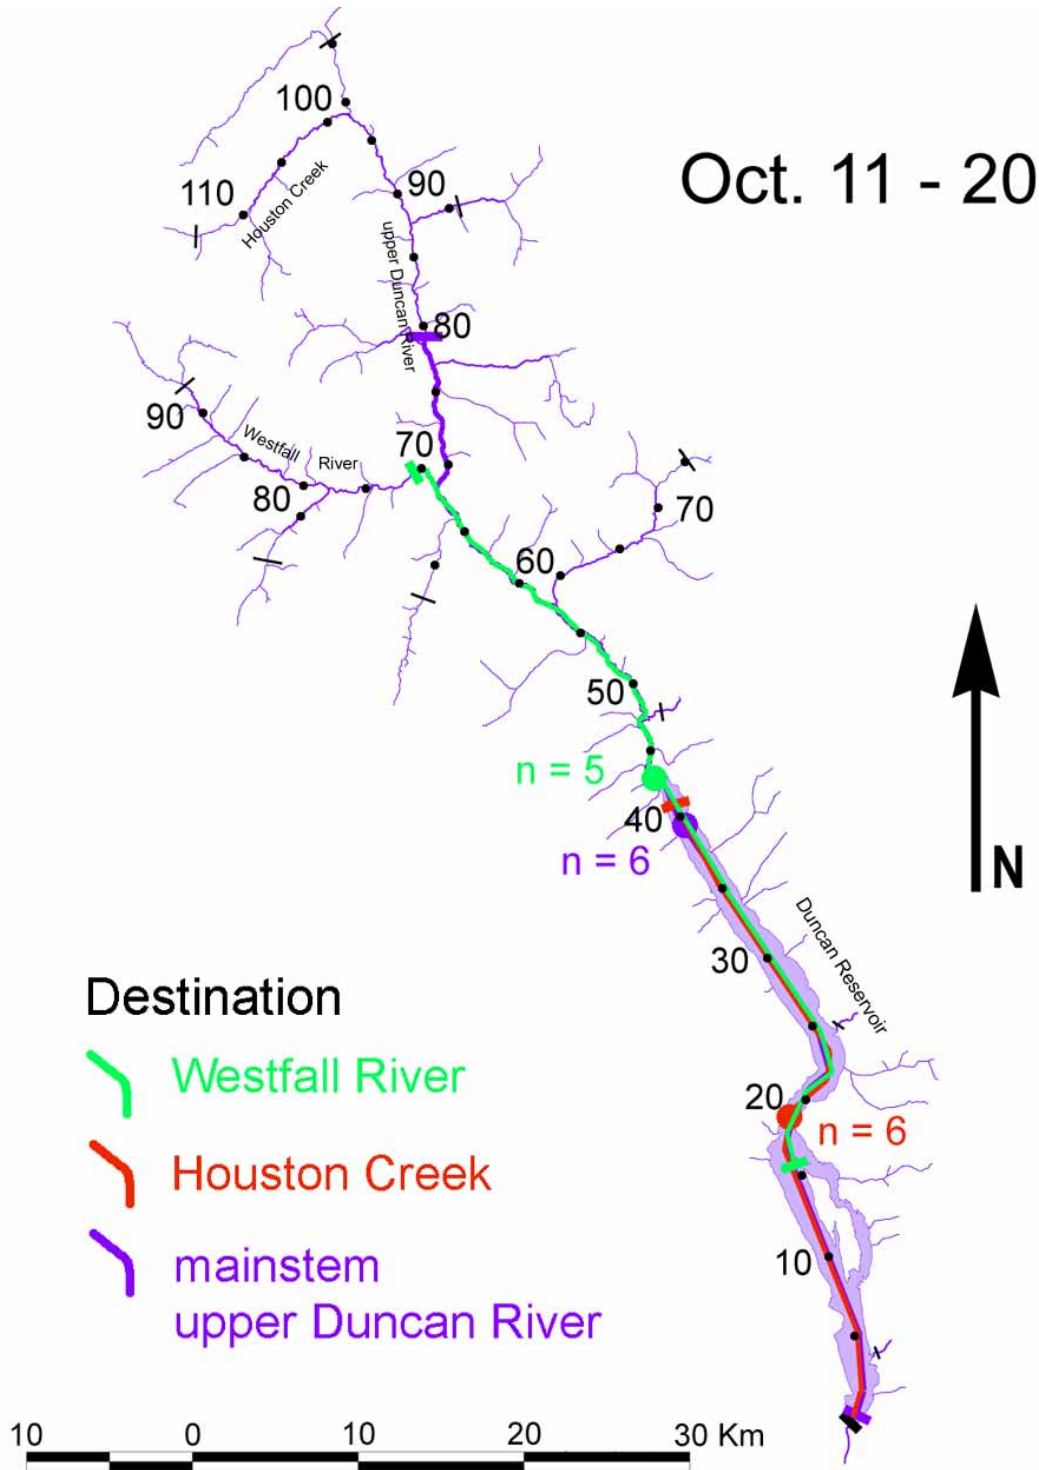 Oct. 11 - 20
100
110
Houston Creek
90
upper Duncan River
80
90
Westfall River
70
80
70
60
50
n = 5
40
n = 6
N
Duncan Reservoir
30
20
n = 6
10
Destination
Westfall River
Houston Creek
mainstem
upper Duncan River
10 0 10 20 30 Km